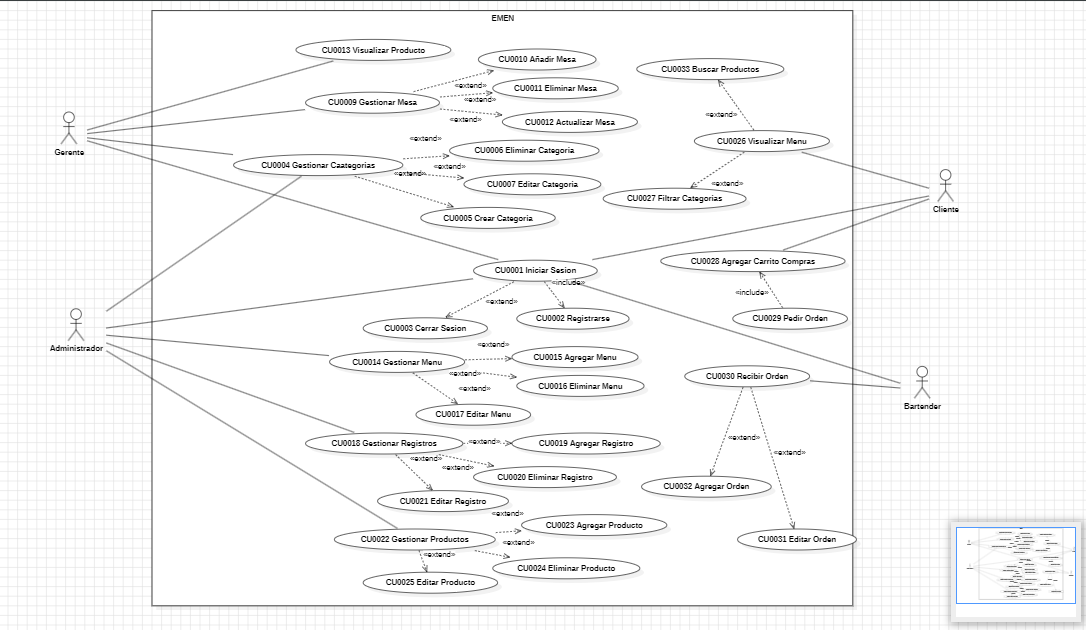 EMEN
CU0013 Visualizar Producto
CU0010 Añadir Mesa
CU0033 Buscar Productos
«extend»
CU0011 Eliminar Mesa
«extend»
CU0009 Gestionar Mesa
«extend»
CU0012 Actualizar Mesa
«extend»
Gerente
«extend»
CU0026 Visualizar Menu
CU0006 Eliminar Categoria
CU0004 Gestionar Caategorias
«extend»
«extend»
CU0007 Editar Categoria
«extend»
CU0027 Filtrar Categorias
Cliente
CU0005 Crear Categoria
CU0028 Agregar Carrito Compras
CU0001 Iniciar Sesion
«include»
«include»
«extend»
CU0002 Registrarse
CU0029 Pedir Orden
CU0003 Cerrar Sesion
Administrador
«extend»
CU0015 Agregar Menu
CU0014 Gestionar Menu
«extend»
CU0030 Recibir Orden
CU0016 Eliminar Menu
«extend»
Bartender
CU0017 Editar Menu
«extend»
CU0018 Gestionar Registros
«extend»
CU0019 Agregar Registro
«extend»
«extend»
«extend»
CU0020 Eliminar Registro
CU0032 Agregar Orden
CU0021 Editar Registro
«extend»
CU0023 Agregar Producto
CU0022 Gestionar Productos
«extend»
CU0031 Editar Orden
«extend»
CU0024 Eliminar Producto
CU0025 Editar Producto